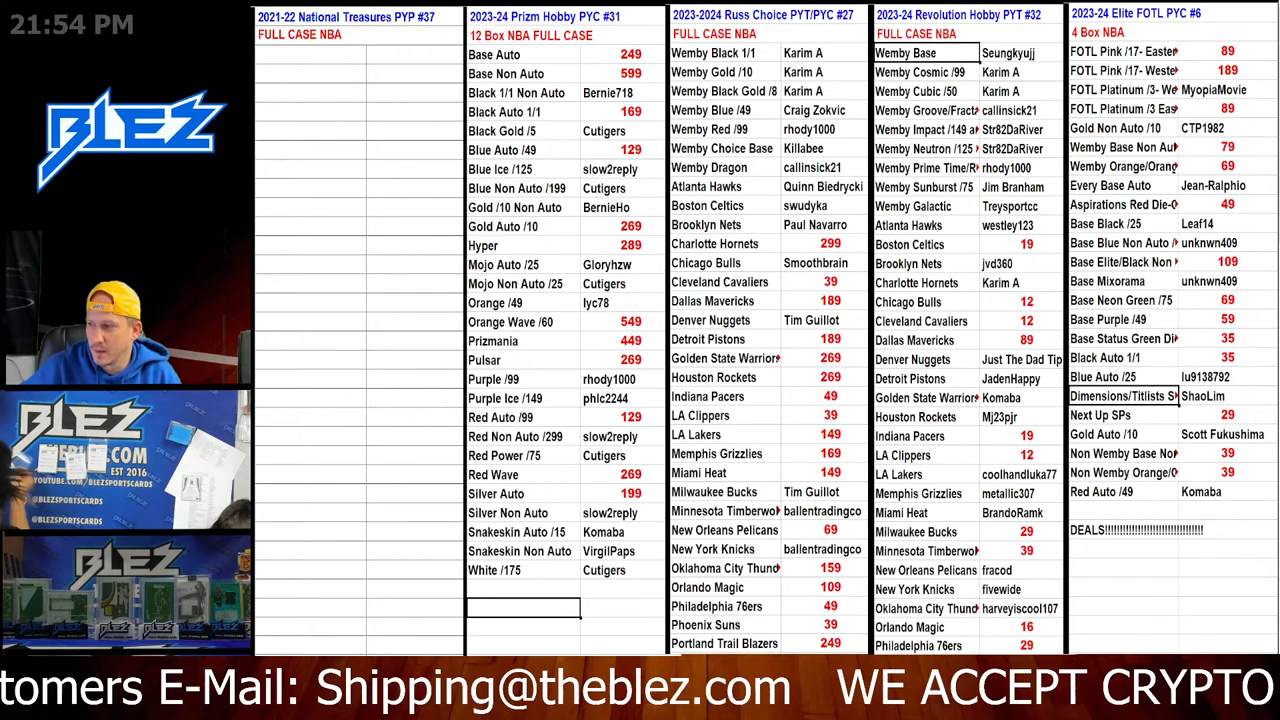 21:54 PM
BLEZ
BLEZ
EST 2016
YOUTUBE.COM/BLEZSPORTSCARDS
@BLEZSPORTSCARDS
@BLEZSPORTSCARDS
BLEZ
2021-22 National Treasures PYP #37
FULL CASE NBA
2023-24 Prizm Hobby PYC #31
12 Box NBA FULL CASE
Base Auto 249
Base Non Auto 599
Black 1/1 Non Auto Bernie718
Black Auto 1/1 169
Black Gold /5 Cutigers
Blue Auto /49 129
Blue Ice /125 slow2reply
Blue Non Auto /199 Cutigers
Gold /10 Non Auto BernieHo
Gold Auto /10 269
Hyper 289
Mojo Auto /25 Gloryhzw
Mojo Non Auto /25 Cutigers
Orange /49 lyc78
Orange Wave /60 549
Prizmania 449
Pulsar 269
Purple /99 rhody1000
Purple Ice /149 phlc2244
Red Auto /99 129
Red Non Auto /299 slow2reply
Red Power /75 Cutigers
Red Wave 269
Silver Auto 199
Silver Non Auto slow2reply
Snakeskin Auto /15 Komaba
Snakeskin Non Auto VirgilPaps
White /175 Cutigers
2023-2024 Russ Choice PYT/PYC #27
FULL CASE NBA
Wemby Black 1/1 Karim A
Wemby Gold /10 Karim A
Wemby Black Gold /8 Karim A
Wemby Blue /49 Craig Zokvic
Wemby Red /99 rhody1000
Wemby Choice Base Killabee
Wemby Dragon callinsick21
Atlanta Hawks Quinn Biedrycki
Boston Celtics swudyka
Brooklyn Nets Paul Navarro
Charlotte Hornets 299
Chicago Bulls Smoothbrain
Cleveland Cavaliers 39
Dallas Mavericks 189
Denver Nuggets Tim Guillot
Detroit Pistons 189
Golden State Warriors 269
Houston Rockets 269
Indiana Pacers 49
LA Clippers 39
LA Lakers 149
Memphis Grizzlies 169
Miami Heat 149
Milwaukee Bucks Tim Guillot
Minnesota Timberwol ballentradingco
New Orleans Pelicans 69
New York Knicks ballentradingco
Oklahoma City Thund 159
Orlando Magic 109
Philadelphia 76ers 49
Phoenix Suns 39
Portland Trail Blazers 249
2023-24 Revolution Hobby PYT #32
FULL CASE NBA
Wemby Base Seungkyujj
Wemby Cosmic /99 Karim A
Wemby Cubic /50 Karim A
Wemby Groove/Fract callinsick21
Wemby Impact /149 a Str82DaRiver
Wemby Neutron /125 Str82DaRiver
Wemby Prime Time/R rhody1000
Wemby Sunburst /75 Jim Branham
Wemby Galactic Treysportcc
Atlanta Hawks westley123
Boston Celtics 19
Brooklyn Nets jvd360
Charlotte Hornets Karim A
Chicago Bulls 12
Cleveland Cavaliers 12
Dallas Mavericks 89
Denver Nuggets Just The Dad Tip
Detroit Pistons JadenHappy
Golden State Warrior Komaba
Houston Rockets Mj23pjr
Indiana Pacers 19
LA Clippers 12
LA Lakers coolhandluka77
Memphis Grizzlies metallic307
Miami Heat BrandoRamk
Milwaukee Bucks 29
Minnesota Timberwol 39
New Orleans Pelicans fracod
New York Knicks fivewide
Oklahoma City Thund harveyiscool107
Orlando Magic 16
Philadelphia 76ers 29
2023-24 Elite FOTL PYC #6
4 Box NBA
FOTL Pink /17- Easter 89
FOTL Pink /17- Weste 189
FOTL Platinum /3- We MyopiaMovie
FOTL Platinum /3 Eas 89
Gold Non Auto /10 CTP1982
Wemby Base Non Au 79
Wemby Orange/Orang 69
Every Base Auto Jean-Ralphio
Aspirations Red Die-C 49
Base Black /25 Leaf14
Base Blue Non Auto / unknwn409
Base Elite/Black Non 109
Base Mixorama unknwn409
Base Neon Green /75 69
Base Purple /49 59
Base Status Green Di 35
Black Auto 1/1 35
Blue Auto /25 lu9138792
Dimensions/Titlists S ShaoLim
Next Up SPs 29
Gold Auto /10 Scott Fukushima
Non Wemby Base Non 39
Non Wemby Orange/O 39
Red Auto /49 Komaba
DEALS!!!!!!!!!!!!!!!!!!!!!!!!!!!!!!!!!!
tomers E-Mail: Shipping@theblez.com WE ACCEPT CRYPTO